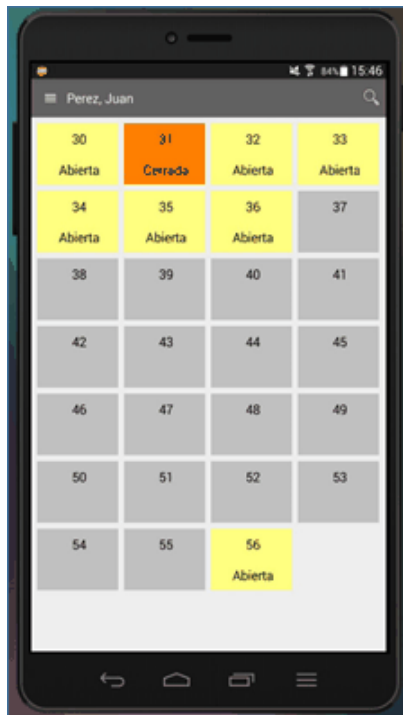 84% 15:46
Perez, Juan
30 31 32 33
Abierta Cerrada Abierta Abierta
34 35 36 37
Abierta Abierta Abierta
38 39 40 41
42 43 44 45
46 47 48 49
50 51 52 53
54 55 56
Abierta